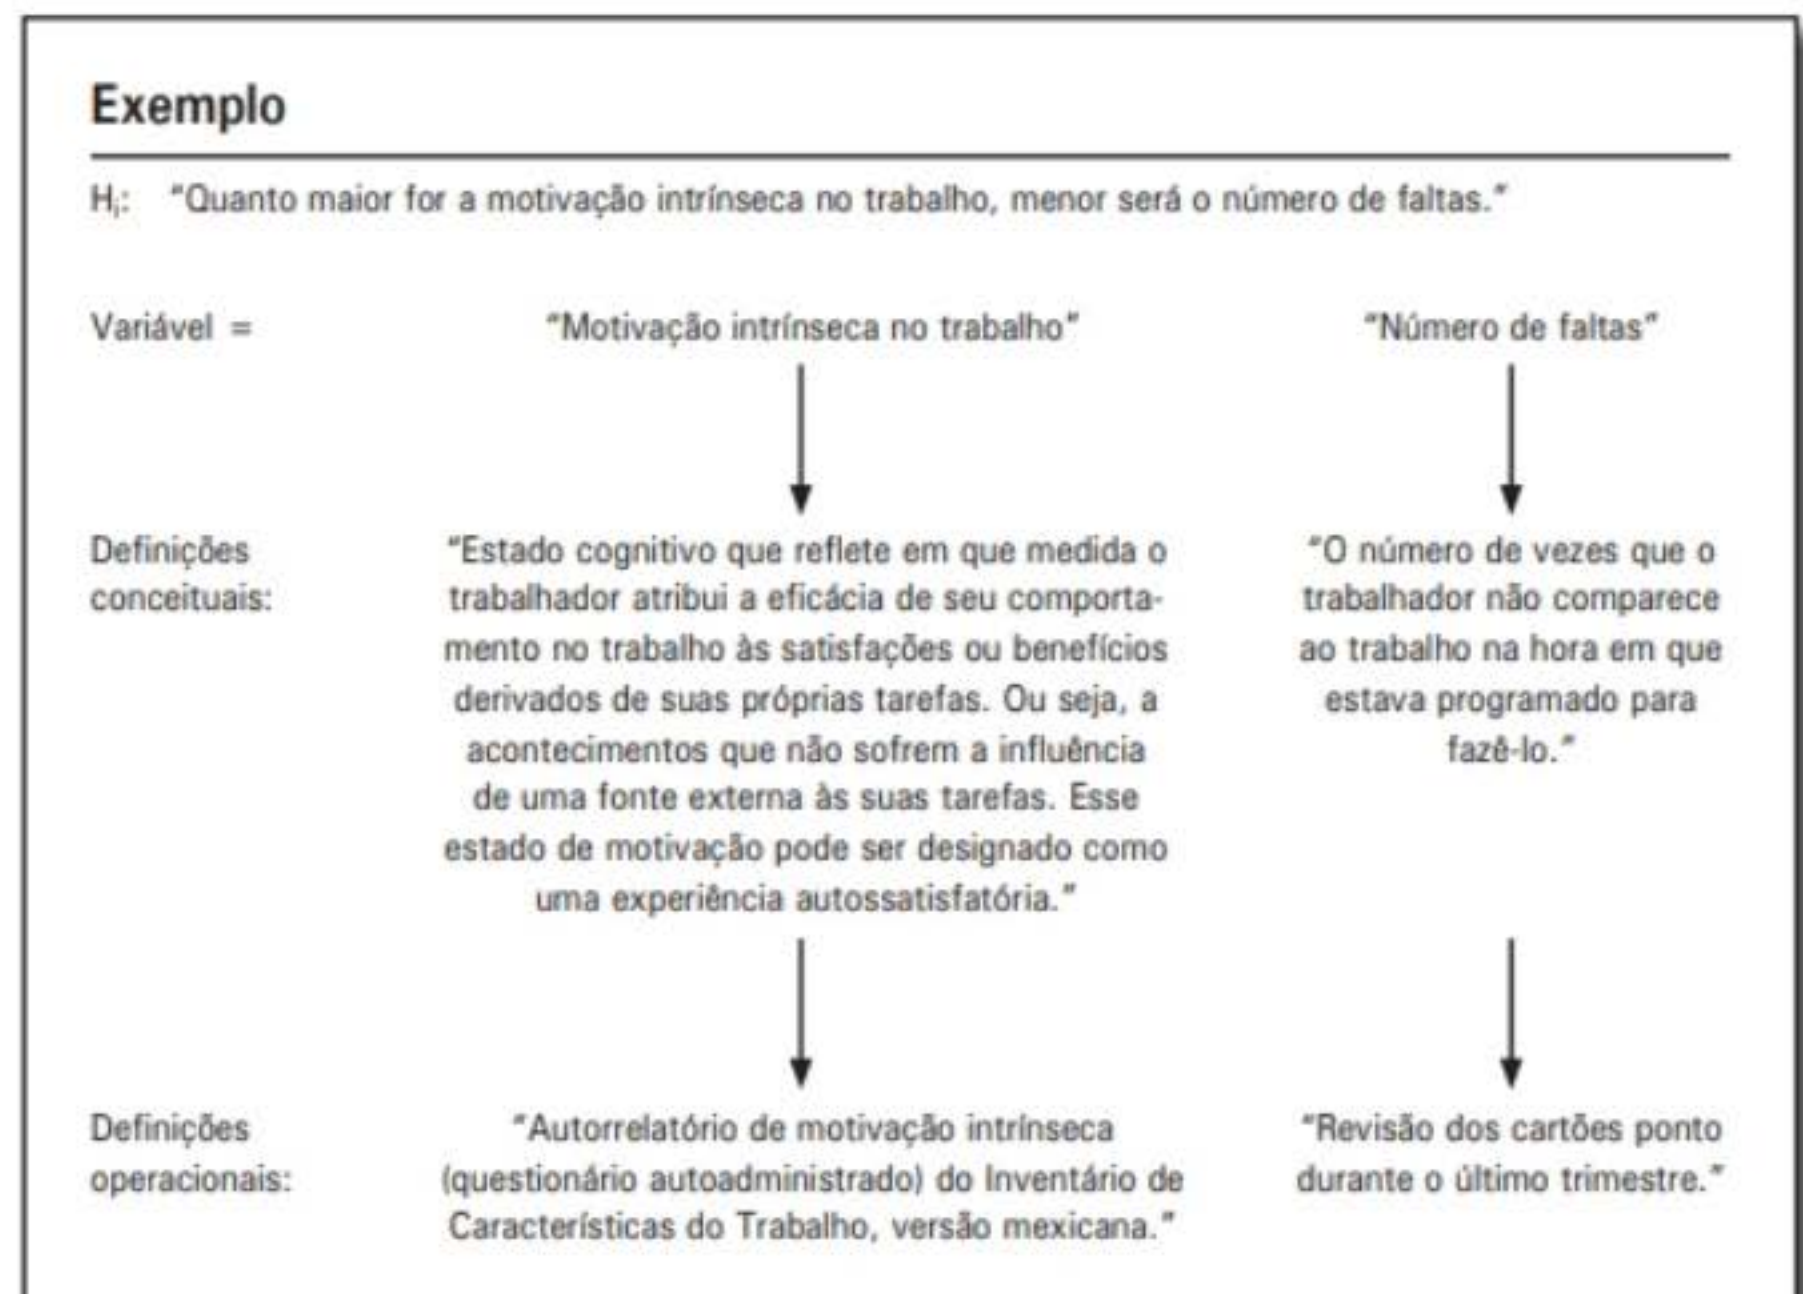 Exemplo
Hi: "Quanto maior for a motivação intrínseca no trabalho, menor será o número de faltas."
Variável = "Motivação intrínseca no trabalho" "Número de faltas"
Definições conceituais:
"Estado cognitivo que reflete em que medida o
trabalhador atribui a eficácia de seu comporta-
mento no trabalho às satisfações ou benefícios
derivados de suas próprias tarefas. Ou seja, a
acontecimentos que não sofrem a influência
de uma fonte externa às suas tarefas. Esse
estado de motivação pode ser designado como
uma experiência autossatisfatória."
"O número de vezes que o
trabalhador não comparece
ao trabalho na hora em que
estava programado para
fazê-lo."
Definições
operacionais:
"Autorrelatório de motivação intrínseca
(questionário autoadministrado) do Inventário de
Características do Trabalho, versão mexicana."
"Revisão dos cartões ponto
durante o último trimestre."